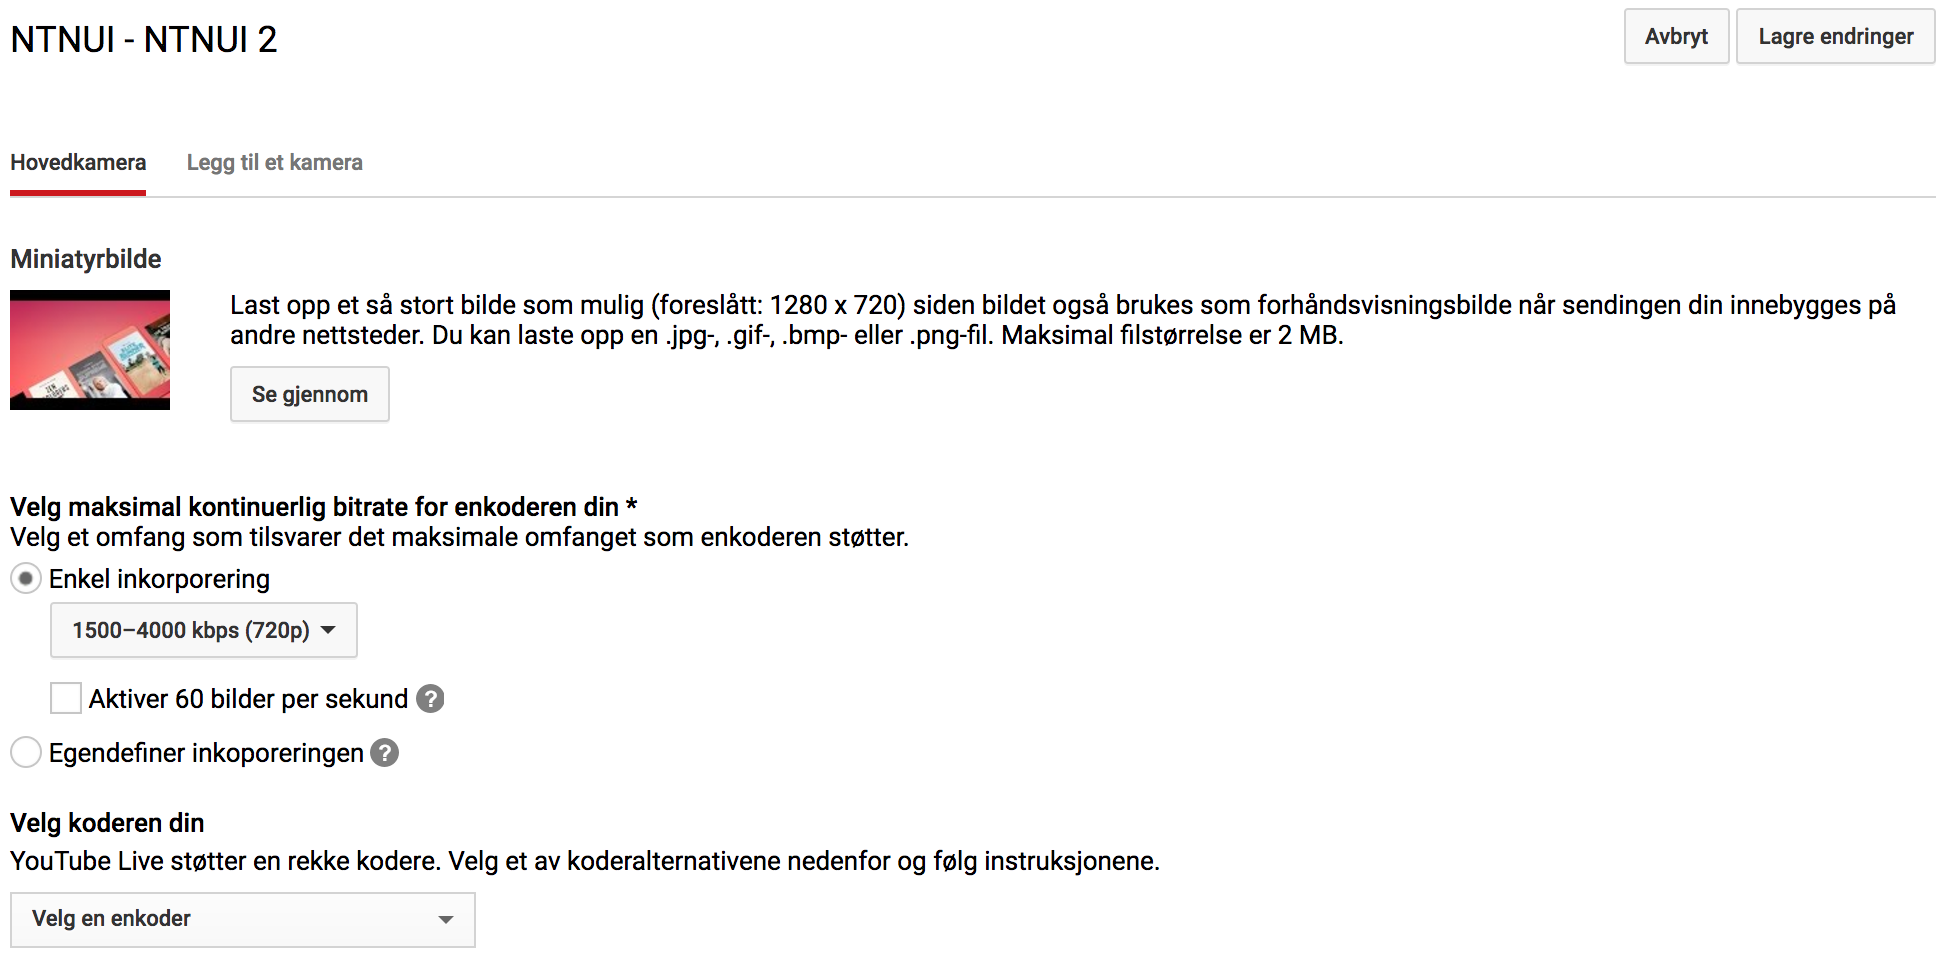 NTNUI - NTNUI 2
Avbryt
Lagre endringer
Hovedkamera
Legg til et kamera
Miniatyrbilde
Last opp et så stort bilde som mulig (foreslått: 1280 x 720) siden bildet også brukes som forhåndsvisningsbilde når sendingen din innebygges på
andre nettsteder. Du kan laste opp en .jpg-, .gif-, .bmp- eller .png-fil. Maksimal filstørrelse er 2 MB.
Se gjennom
Velg maksimal kontinuerlig bitrate for enkoderen din *
Velg et omfang som tilsvarer det maksimale omfanget som enkoderen støtter.
Enkel inkorporering
1500–4000 kbps (720p)
Aktiver 60 bilder per sekund ?
Egendefiner inkoporeringen ?
Velg koderen din
YouTube Live støtter en rekke kodere. Velg et av koderalternativene nedenfor og følg instruksjonene.
Velg en enkoder